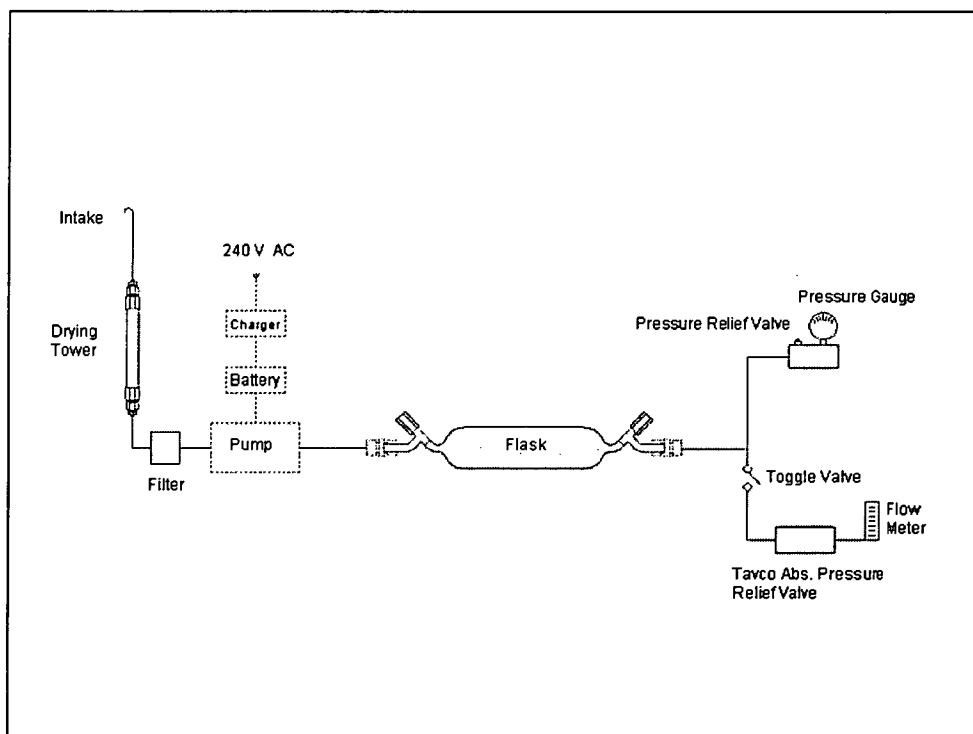 Intake
240 V AC
Pressure Gauge
Pressure Relief Valve
Charger
Drying
Tower
Battery
Pump
Flask
Filter
Toggle Valve
Flow
Meter
Tavco Abs. Pressure
Relief Valve